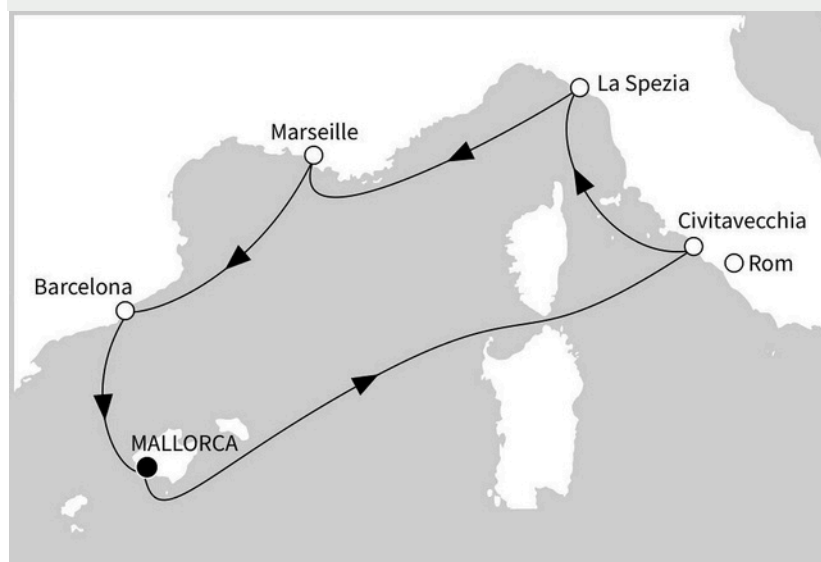 La Spezia
Marseille
Civitavecchia
Rom
Barcelona
MALLORCA